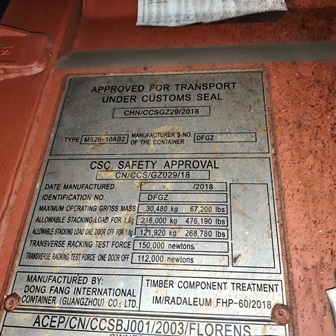 APPROVED FOR TRANSPORT
UNDER CUSTOMS SEAL
CHN/CCSGZ29/2018
TYPE MS20-10AB2 MANUFACTURER'S NO. OF THE CONTAINER DFGZ
CSC SAFETY APPROVAL
CN/CCS/GZ029/18
DATE MANUFACTURED /2018
IDENTIFICATION NO. DFGZ
MAXIMUM OPERATING GROSS MASS 30,480 kg 67,200 lbs
ALLOWABLE STACKING LOAD FOR 1.8g 216,000 kg 476,190 lbs
ALLOWABLE STACKING LOAD ONE DOOR OFF FOR 1.8g 121,920 kg 268,780 lbs
TRANSVERSE RACKING TEST FORCE 150,000 newtons
TRANSVERSE RACKING TEST FORCE ONE DOOR OFF 112,000 newtons
MANUFACTURED BY:
DONG FANG INTERNATIONAL
CONTAINER (GUANGZHOU) CO.; LTD.
TIMBER COMPONENT TREATMENT
IM/RADALEUM FHP-60/2018
ACEP/CN/CCSBJ001/2003/FLORENS